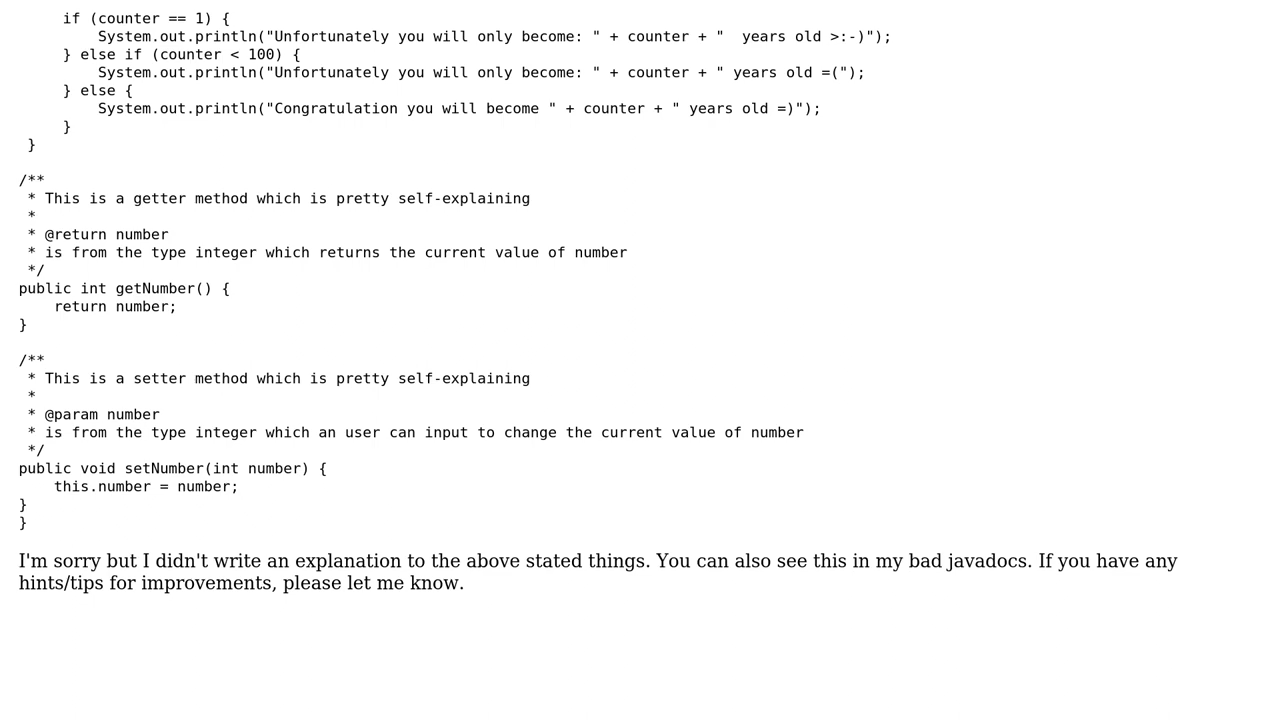 if (counter == 1) {
System.out.println("Unfortunately you will only become: " + counter + "  years old >:-)");
} else if (counter < 100) {
System.out.println("Unfortunately you will only become: " + counter + " years old =(");
} else {
System.out.println("Congratulation you will become " + counter + " years old =)");
}
}
/**
* This is a getter method which is pretty self-explaining
*
* @return number
* is from the type integer which returns the current value of number
*/
public int getNumber() {
return number;
}
/**
* This is a setter method which is pretty self-explaining
*
* @param number
* is from the type integer which an user can input to change the current value of number
*/
public void setNumber(int number) {
this.number = number;
}
}
I'm sorry but I didn't write an explanation to the above stated things. You can also see this in my bad javadocs. If you have any
hints/tips for improvements, please let me know.